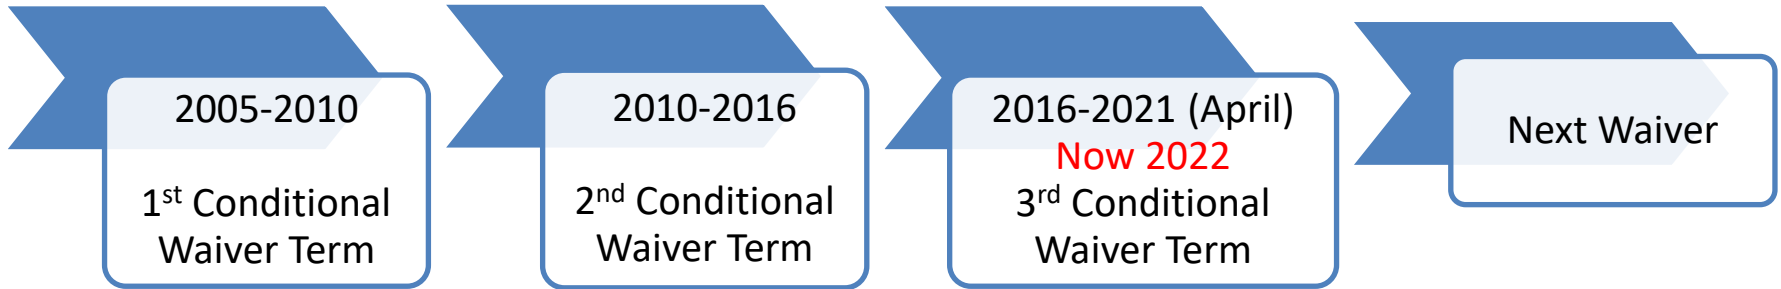 2005-2010
1st Conditional
Waiver Term
2010-2016
2nd Conditional
Waiver Term
2016-2021 (April)
Now 2022
3rd Conditional
Waiver Term
Next Waiver